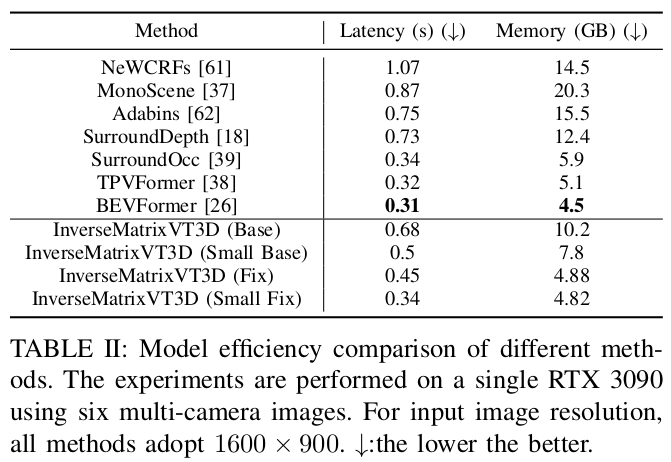 Method Latency (s) (↓) Memory (GB) (↓)
NeWCRFs [61] 1.07 14.5
MonoScene [37] 0.87 20.3
Adabins [62] 0.75 15.5
SurroundDepth [18] 0.73 12.4
SurroundOcc [39] 0.34 5.9
TPVFormer [38] 0.32 5.1
BEVFormer [26] 0.31 4.5
InverseMatrixVT3D (Base) 0.68 10.2
InverseMatrixVT3D (Small Base) 0.5 7.8
InverseMatrixVT3D (Fix) 0.45 4.88
InverseMatrixVT3D (Small Fix) 0.34 4.82
TABLE II: Model efficiency comparison of different meth-
ods. The experiments are performed on a single RTX 3090
using six multi-camera images. For input image resolution,
all methods adopt 1600 × 900. ↓:the lower the better.